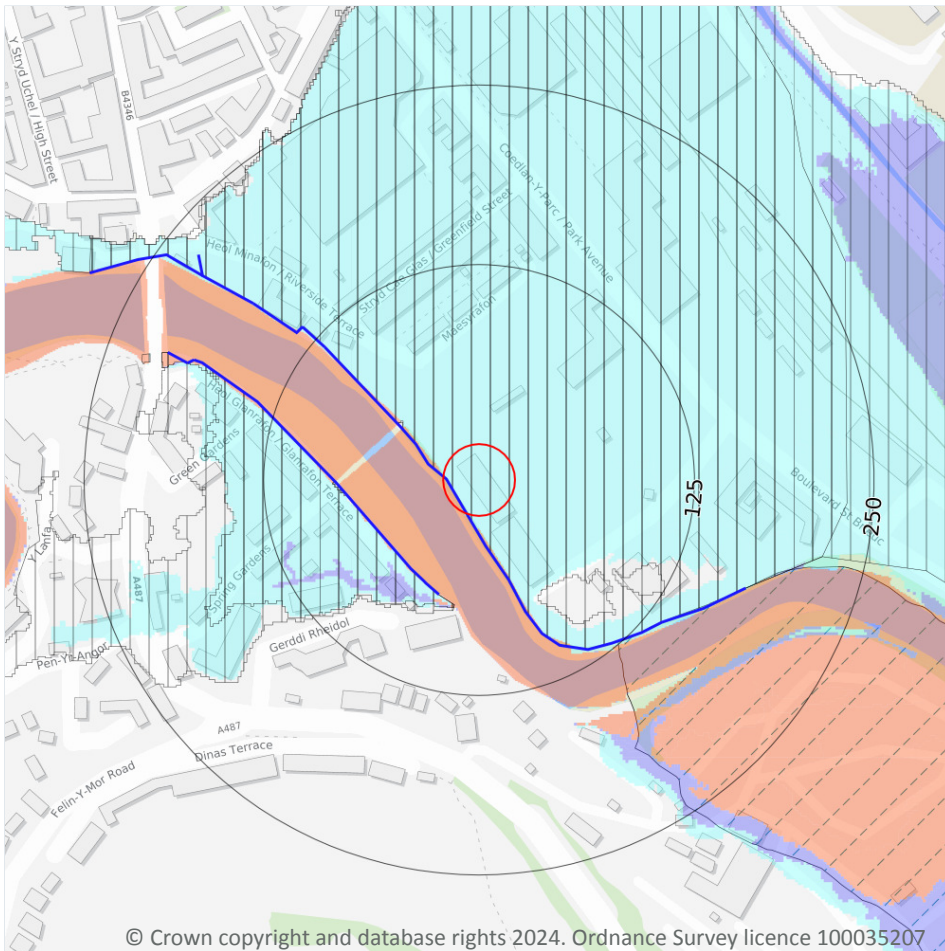 Y Stryd Uchel / High Street
B4346
Coedlan-Y-Parc / Park Avenue
Stryd Cae Glas / Greenfield Street
Heol Minafon / Riverside Terrace
Maesyrafon
Heol Glanrafon / Glanrafon Terrace
Green Gardens
125
250
Boulevard St Brieuc
Y Lanfa
A487
Spring Gardens
Gerddi Rheidol
Pen-Yr-Angor
A487
Dinas Terrace
Felin-Y-Mor Road
© Crown copyright and database rights 2024. Ordnance Survey licence 100035207